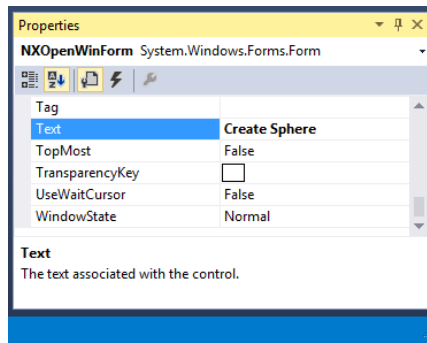 Properties
NXOpenWinForm System.Windows.Forms.Form
Tag
Text Create Sphere
TopMost False
TransparencyKey
UseWaitCursor False
WindowState Normal
Text
The text associated with the control.